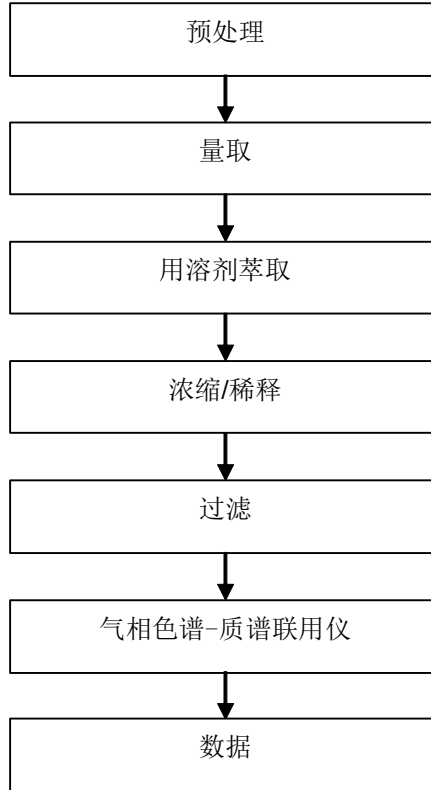 预处理
量取
用溶剂萃取
浓缩/稀释
过滤
气相色谱-质谱联用仪
数据